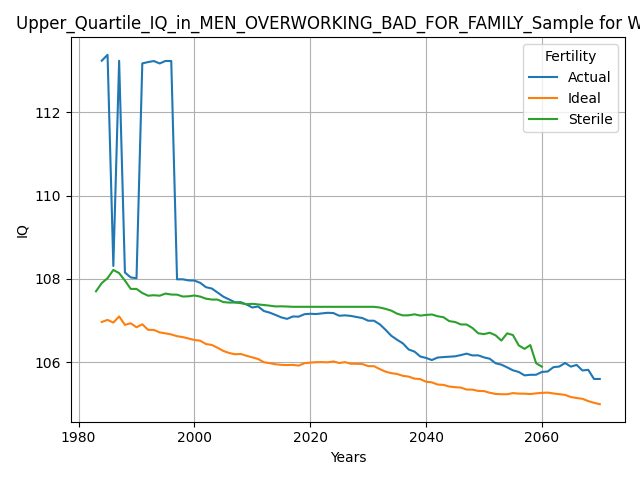 Upper_Quartile_IQ_in_MEN_OVERWORKING_BAD_FOR_FAMILY_Sample for W
Fertility
Actual
Ideal
Sterile
112
110
108
106
IQ
1980
2000
2020
2040
2060
Years